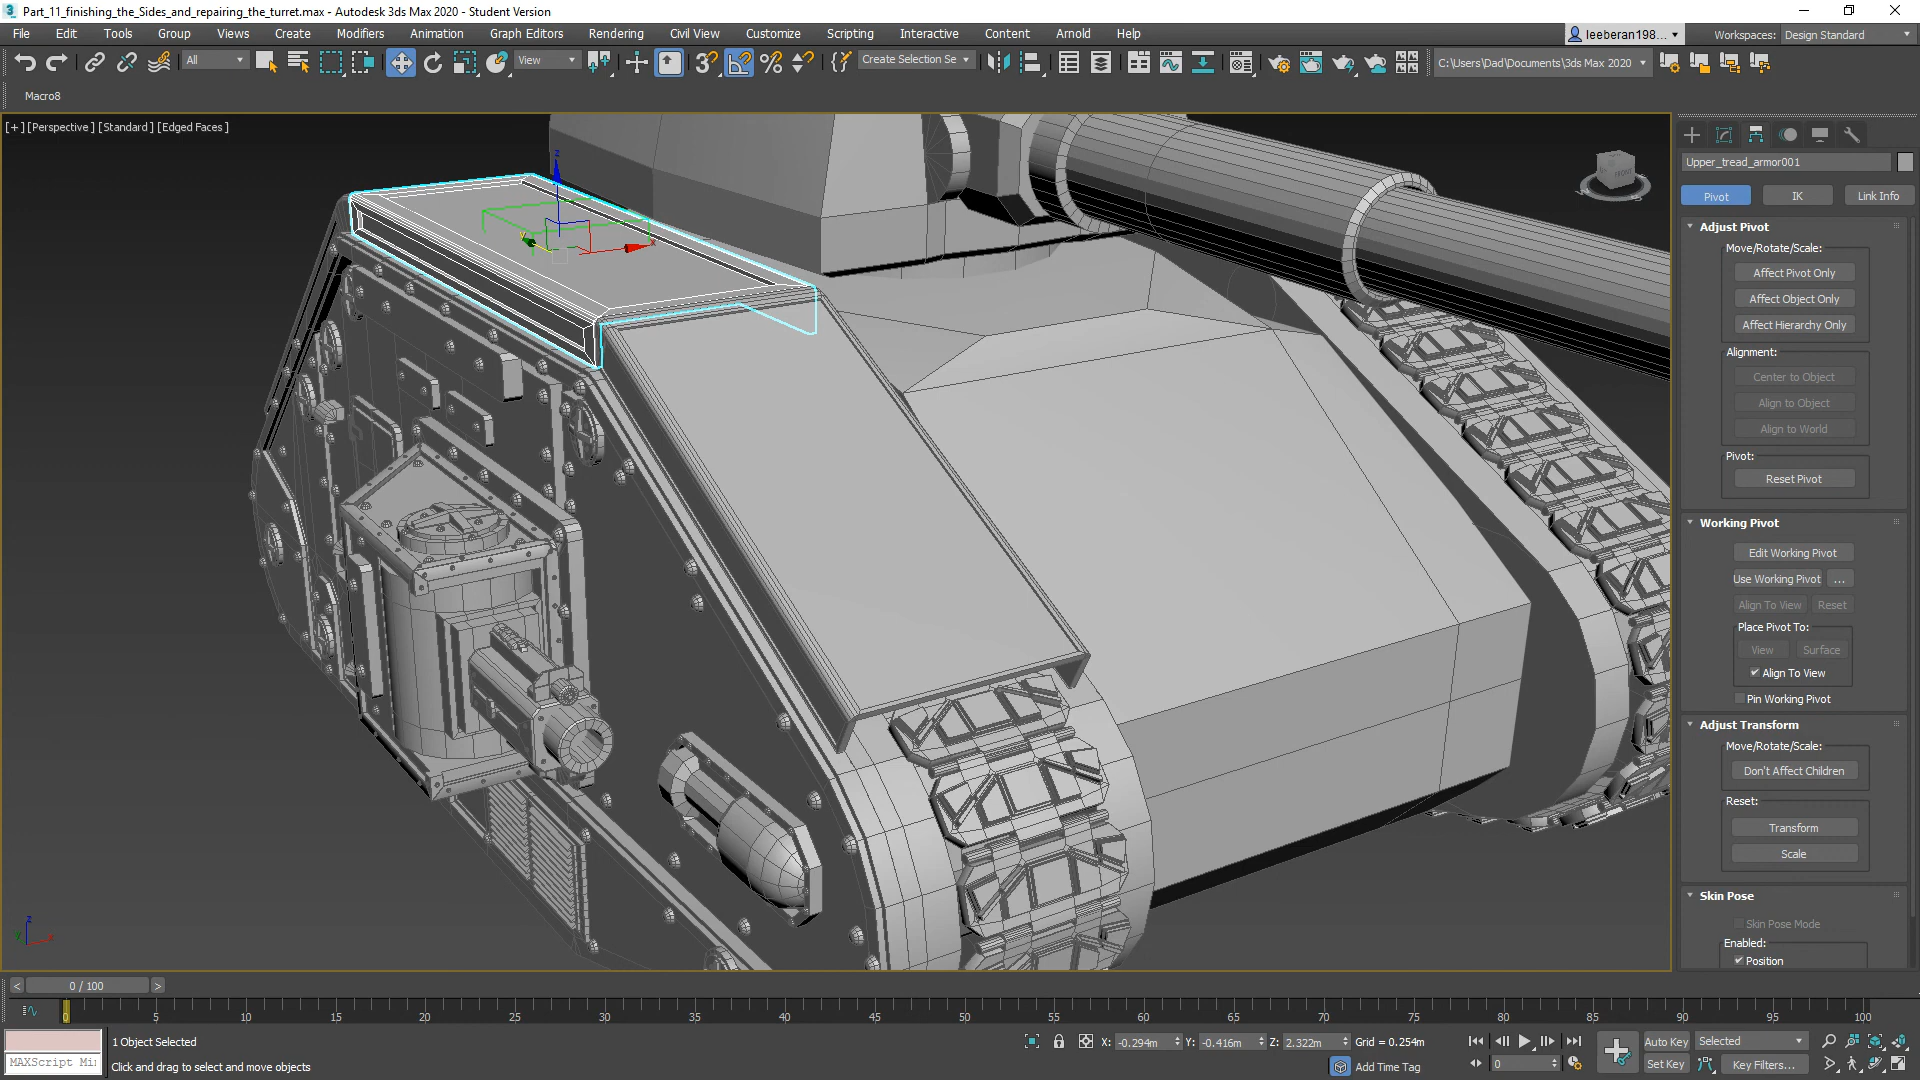 Part_11_finishing_the_Sides_and_repairing_the_turret.max - Autodesk 3ds Max 2020 - Student Version
File Edit Tools Group Views Create Modifiers Animation Graph Editors Rendering Civil View Customize Scripting Interactive Content Arnold Help
leeberan198... Workspaces: Design Standard
All View Create Selection Se C:\Users\Dad\Documents\3ds Max 2020
Macro8
[+] [Perspective] [Standard] [Edged Faces]
Upper_tread_armor001
Pivot IK Link Info
Adjust Pivot
Move/Rotate/Scale:
Affect Pivot Only
Affect Object Only
Affect Hierarchy Only
Alignment:
Center to Object
Align to Object
Align to World
Pivot:
Reset Pivot
Working Pivot
Edit Working Pivot
Use Working Pivot ...
Align To View Reset
Place Pivot To:
View Surface
Align To View
Pin Working Pivot
Adjust Transform
Move/Rotate/Scale:
Don't Affect Children
Reset:
Transform
Scale
Skin Pose
Skin Pose Mode
Enabled:
Position
z
y
x
z
y
x
< 0 / 100 >
0 5 10 15 20 25 30 35 40 45 50 55 60 65 70 75 80 85 90 95 100
1 Object Selected
X: -0.294m Y: -0.416m Z: 2.322m Grid = 0.254m
Auto Key Selected
MAXScript Mi
Click and drag to select and move objects
Add Time Tag
0
Set Key Key Filters...